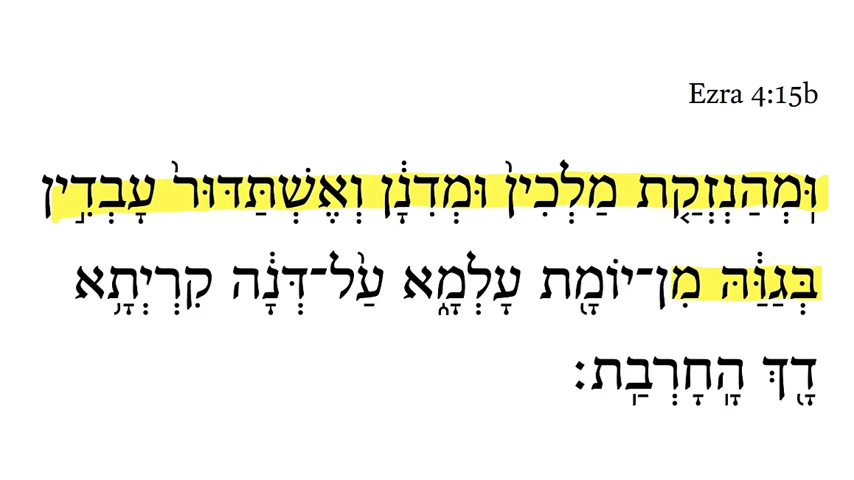 Ezra 4:15b
וּֽמְהַנְזְקַ֤ת מַלְכִין֙ וּמְדִנָ֔ן וְאֶשְׁתַּדּוּר֙ עָבְדִ֣ין
בְּגַוַּ֔הּ מִן־יוֹמָ֖ת עָלְמָ֑א עַ֨ל־דְּנָ֔ה קִרְיְתָ֥א
דָ֖ךְ הָֽחָרְבַֽת׃